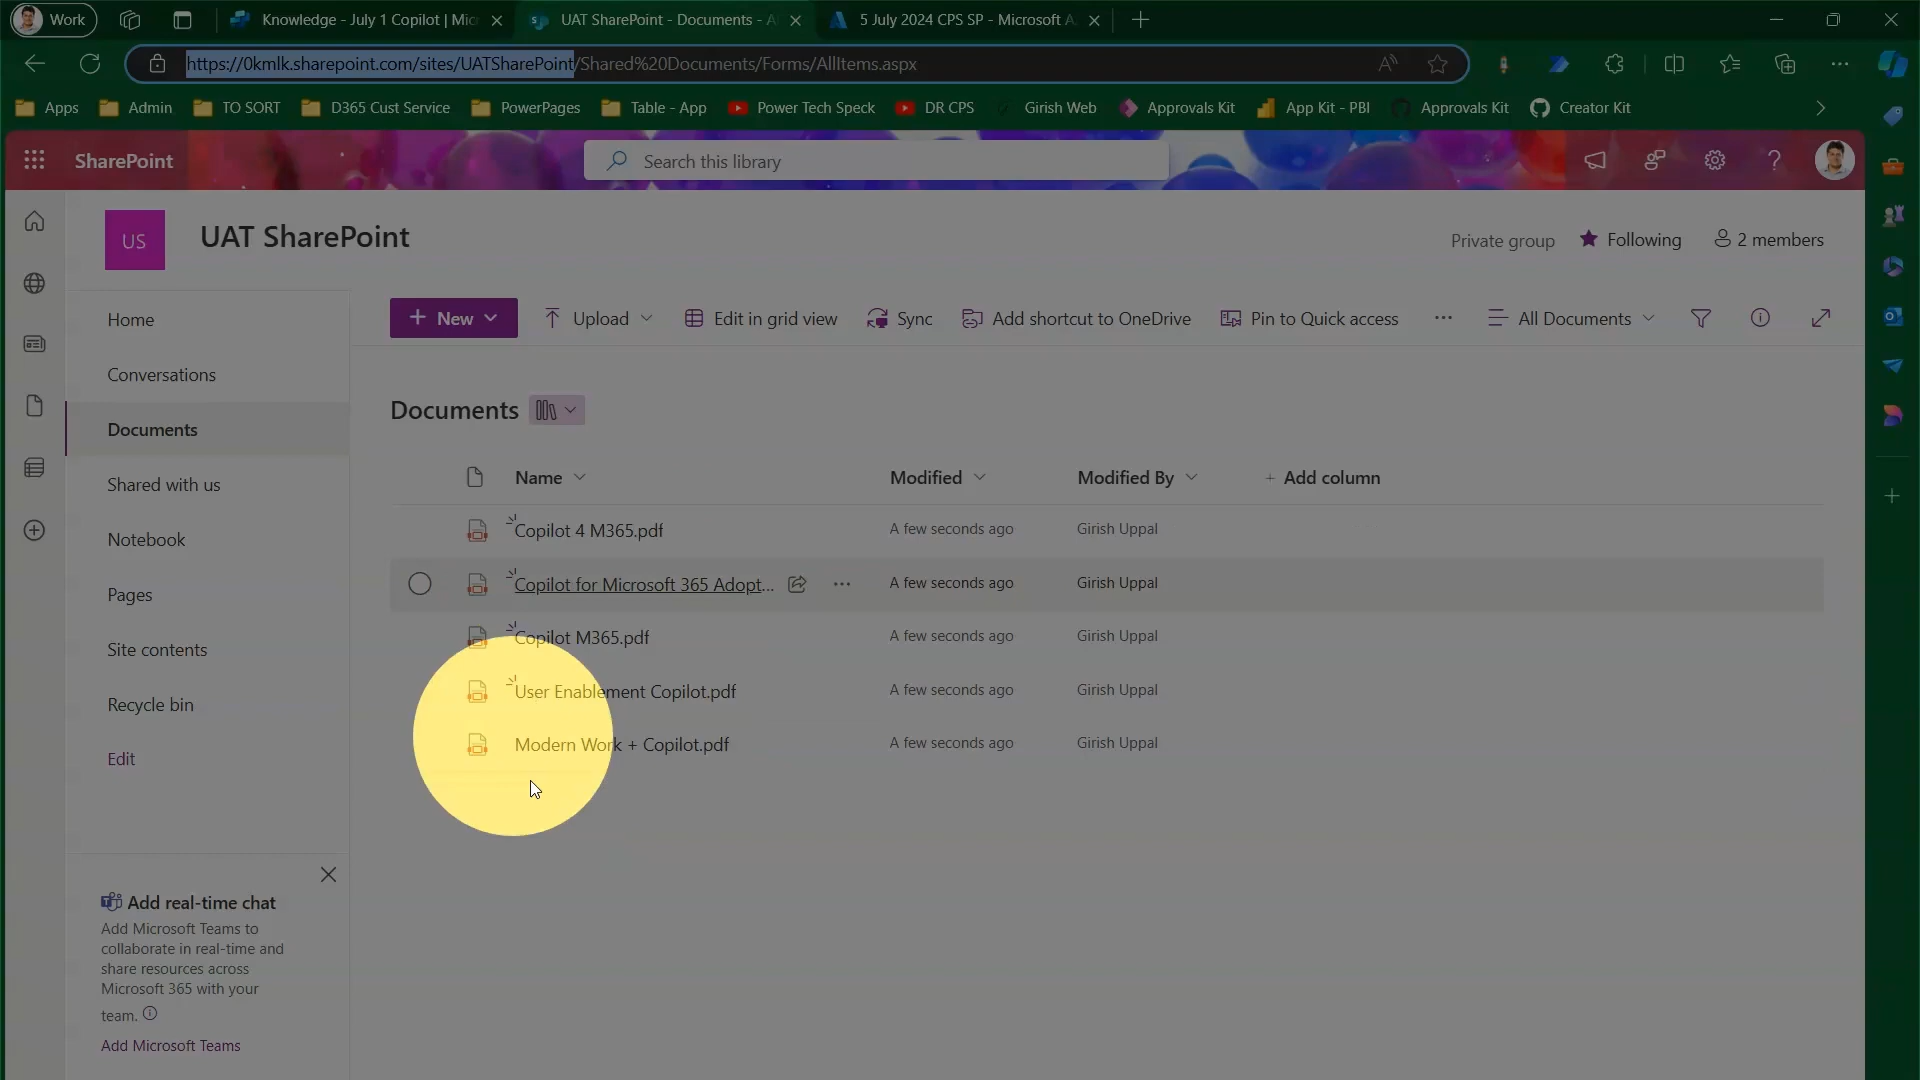 Work
Knowledge - July 1 Copilot | Mic
UAT SharePoint - Documents - A
5 July 2024 CPS SP - Microsoft A
https://0kmlk.sharepoint.com/sites/UATSharePoint/Shared%20Documents/Forms/AllItems.aspx
Apps
Admin
TO SORT
D365 Cust Service
PowerPages
Table - App
Power Tech Speck
DR CPS
Girish Web
Approvals Kit
App Kit - PBI
Approvals Kit
Creator Kit
SharePoint
Search this library
US
UAT SharePoint
Private group
Following
2 members
Home
Conversations
Documents
Shared with us
Notebook
Pages
Site contents
Recycle bin
Edit
+ New
Upload
Edit in grid view
Sync
Add shortcut to OneDrive
Pin to Quick access
...
All Documents
Documents
Name
Modified
Modified By
+ Add column
Copilot 4 M365.pdf
A few seconds ago
Girish Uppal
Copilot for Microsoft 365 Adopt...
A few seconds ago
Girish Uppal
Copilot M365.pdf
A few seconds ago
Girish Uppal
User Enablement Copilot.pdf
A few seconds ago
Girish Uppal
Modern Work + Copilot.pdf
A few seconds ago
Girish Uppal
Add real-time chat
Add Microsoft Teams to
collaborate in real-time and
share resources across
Microsoft 365 with your
team.
Add Microsoft Teams